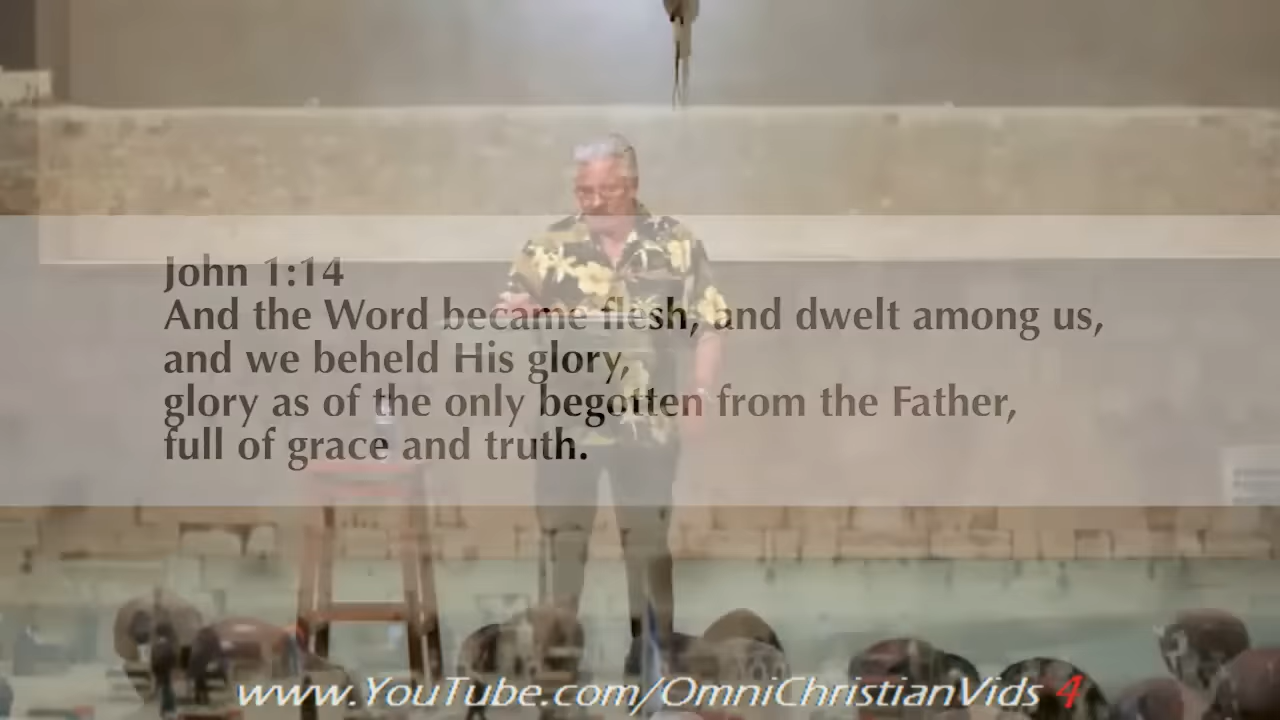 John 1:14
And the Word became flesh, and dwelt among us,
and we beheld His glory,
glory as of the only begotten from the Father,
full of grace and truth.
www.YouTube.com/OmniChristianVids 4